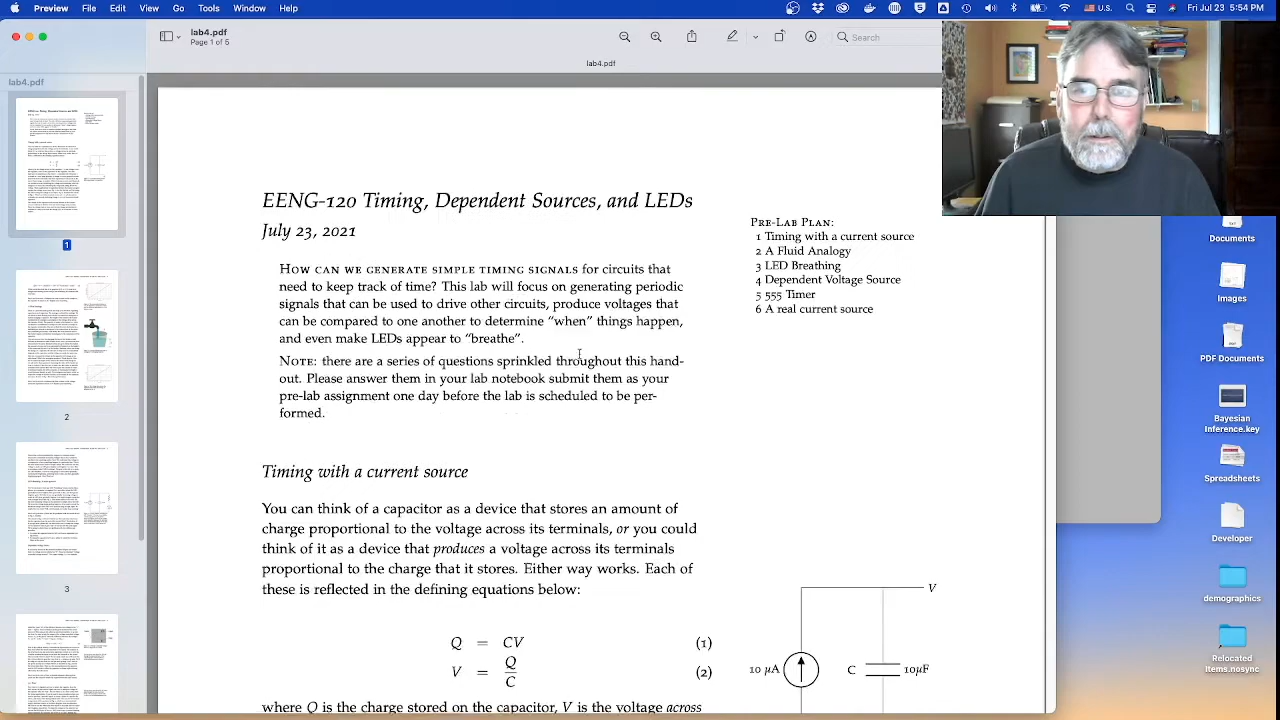 Preview File Edit View Go Tools Window Help
lab4.pdf
Page 1 of 5
Search
lab4.pdf
lab4.pdf
1
2
3
EENG-120 Timing, Dependent Sources, and LEDs
July 23, 2021
PRE-LAB PLAN:
1 Timing with a current source
2 A Fluid Analogy
3 LED Breathing
4 Dependent Voltage Source
5 555 Timer
6 A real current source
HOW CAN WE GENERATE SIMPLE TIMING SIGNALS for circuits that
need to keep track of time? This lab focuses on generating periodic
signals that can be used to drive other circuits, produce voltages that
can be compared to one another to determine “when” things happen,
and even make LEDs appear to “breathe”.
NOTE: there are a series of questions sprinkled throughout this hand-
out. Please answer them in your lab notebook submit them as your
pre-lab assignment one day before the lab is scheduled to be per-
formed.
Timing with a current source
You can think of a capacitor as a device that stores an amount of
charge proportional to the voltage across its terminals, or you could
think of it as a device that produces a voltage across its terminals
proportional to the charge that it stores. Either way works. Each of
these is reflected in the defining equations below:
Q = CV (1)
V = Q/C (2)
where Q is the charge stored on the capacitor, V is the voltage across
V
C
10µF
Documents
Images
PDF Documents
Bayesian
Inference.key
Spreadsheets
Developer
demographics
Relocated
Items.nosync